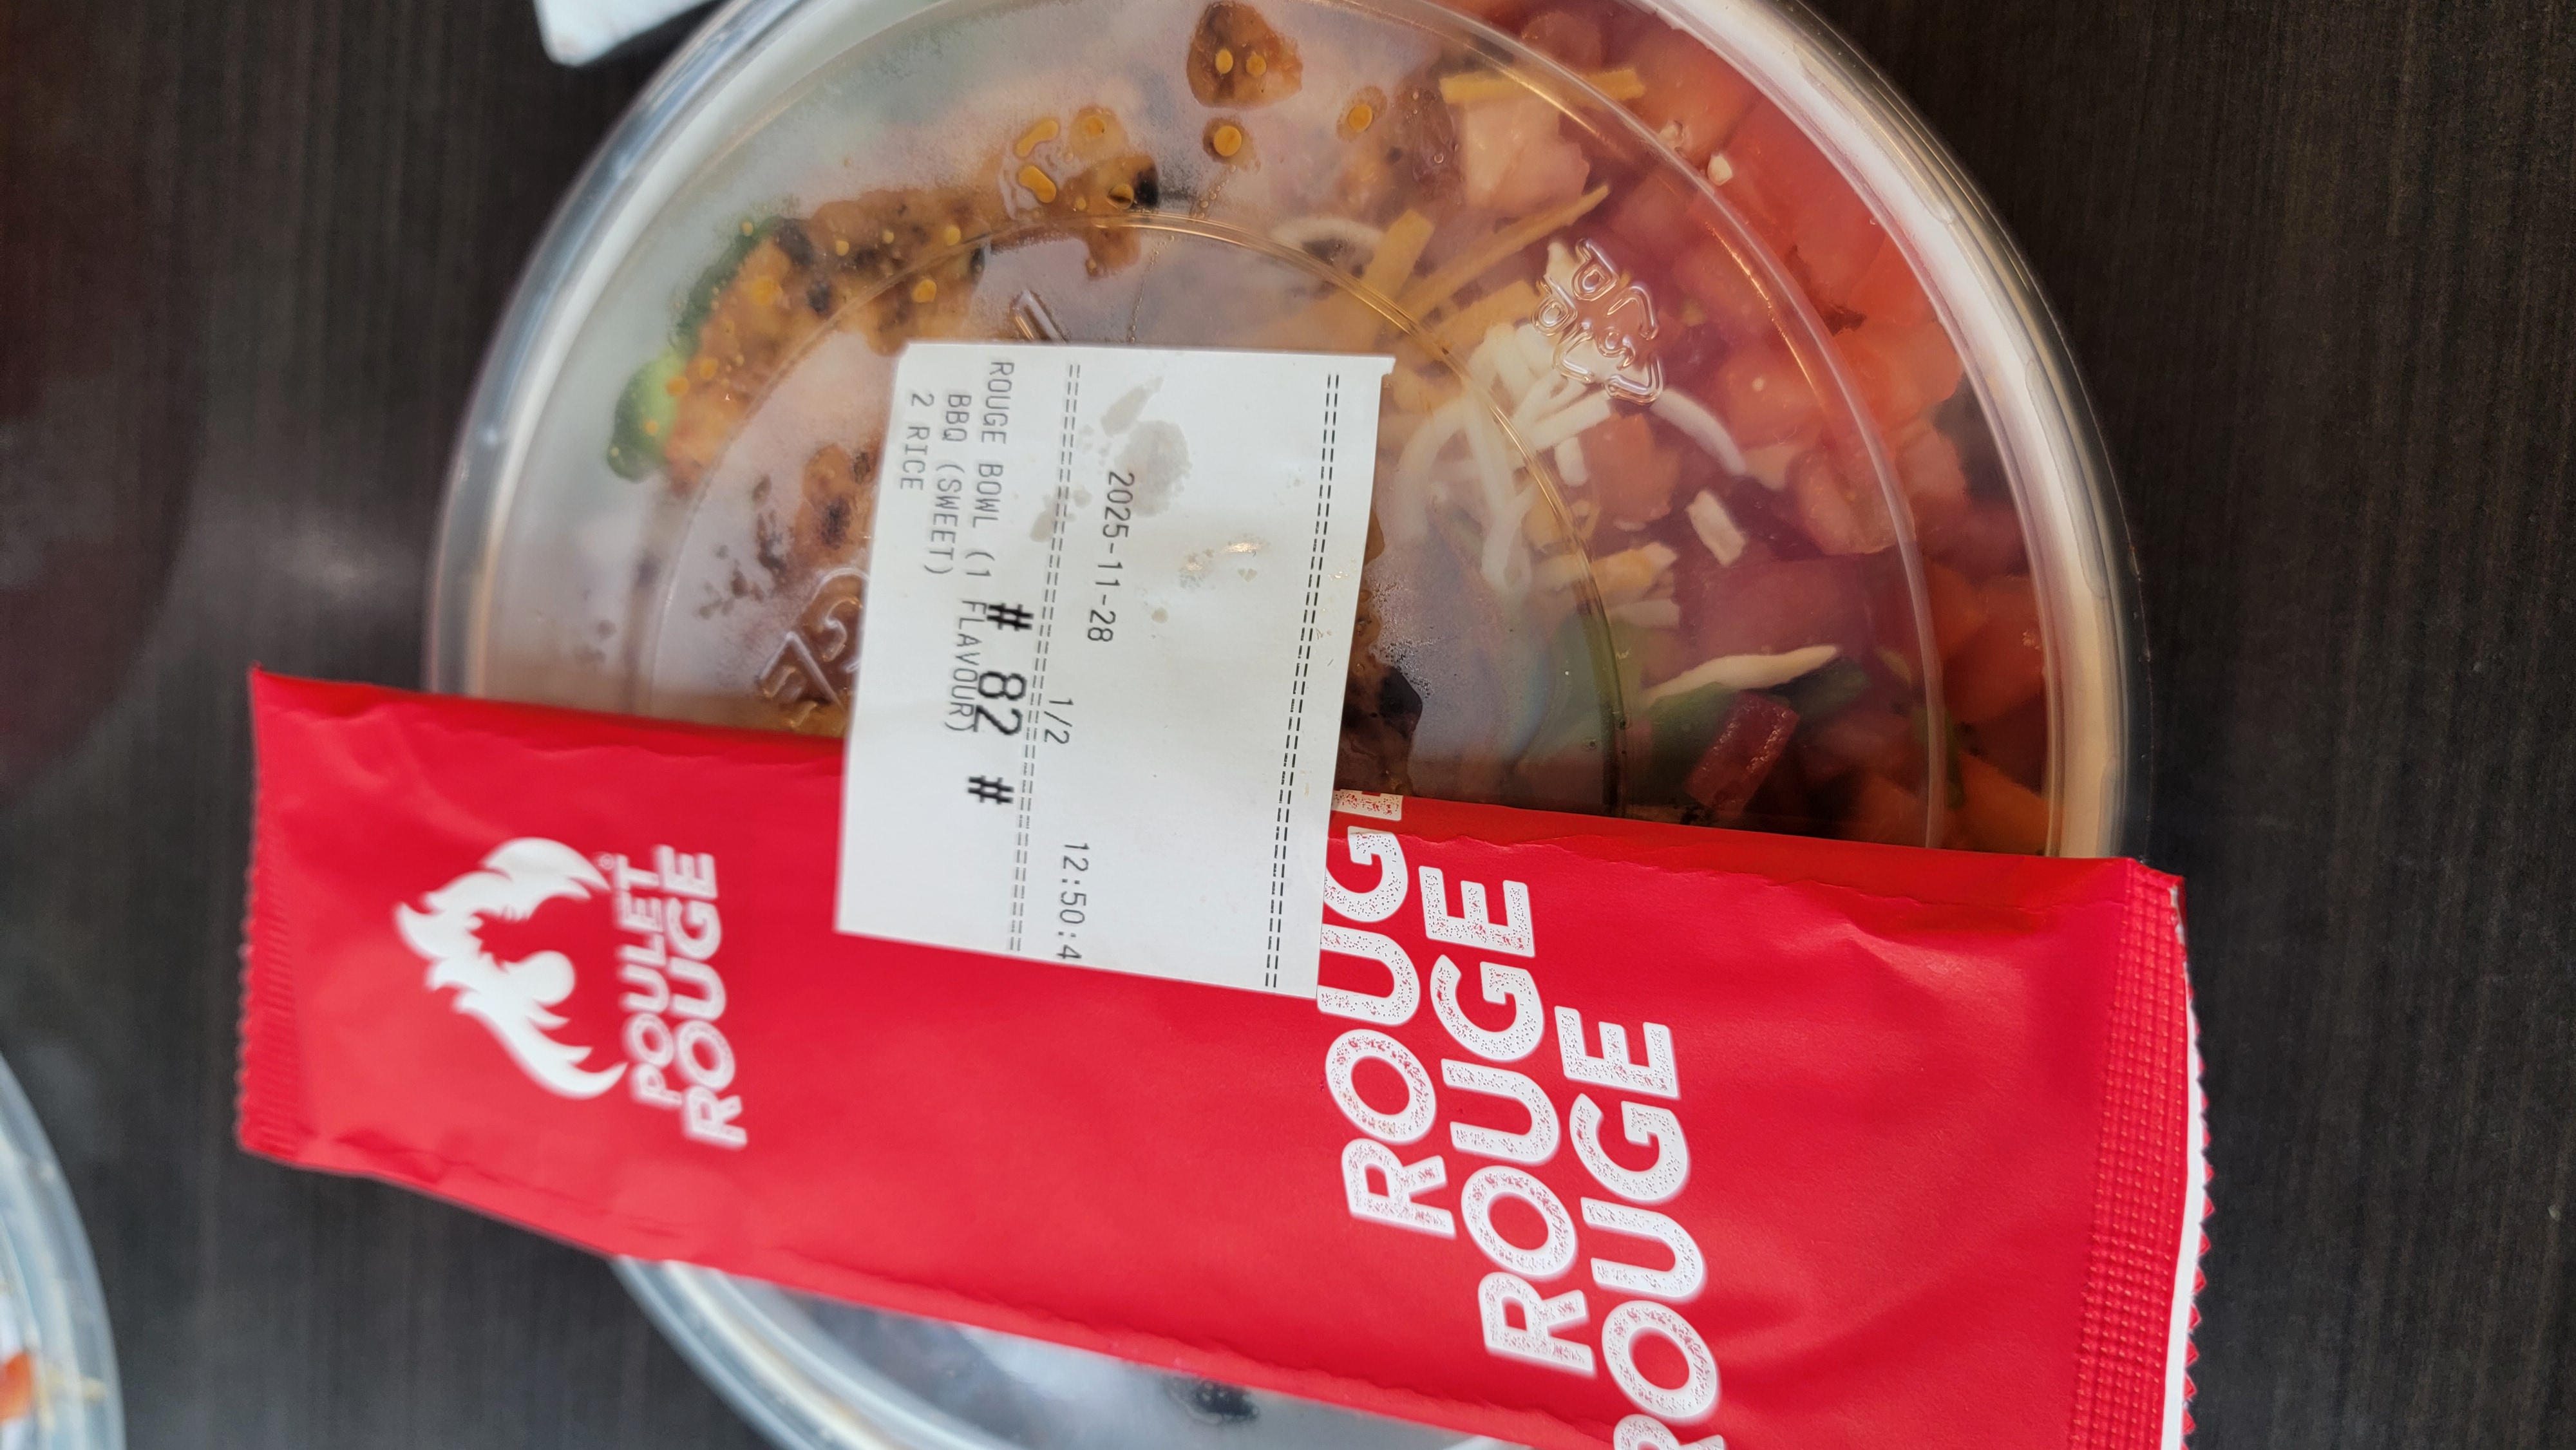 2025-11-28
1/2
12:50:4
# 82 #
ROUGE BOWL (1 FLAVOUR)
BBQ (SWEET)
2 RICE
POULET
ROUGE
ROUGE
ROUGE
ROUGE